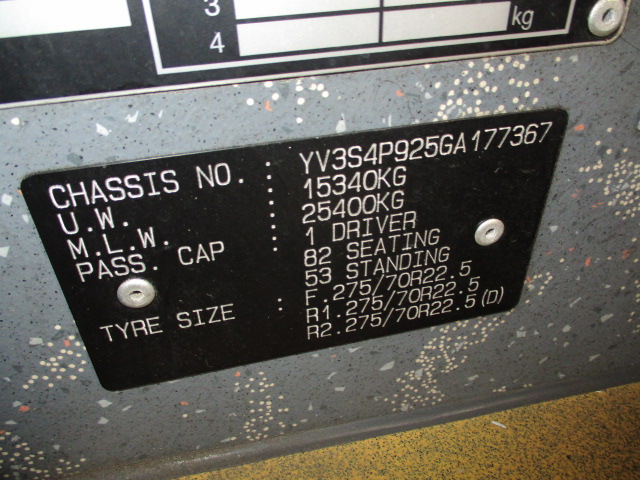 3
4 kg
CHASSIS NO. : YV3S4P925GA177367
U.W. : 15340KG
M.L.W. : 25400KG
PASS. CAP : 1 DRIVER
82 SEATING
53 STANDING
TYRE SIZE : F.275/70R22.5
R1.275/70R22.5
R2.275/70R22.5(D)